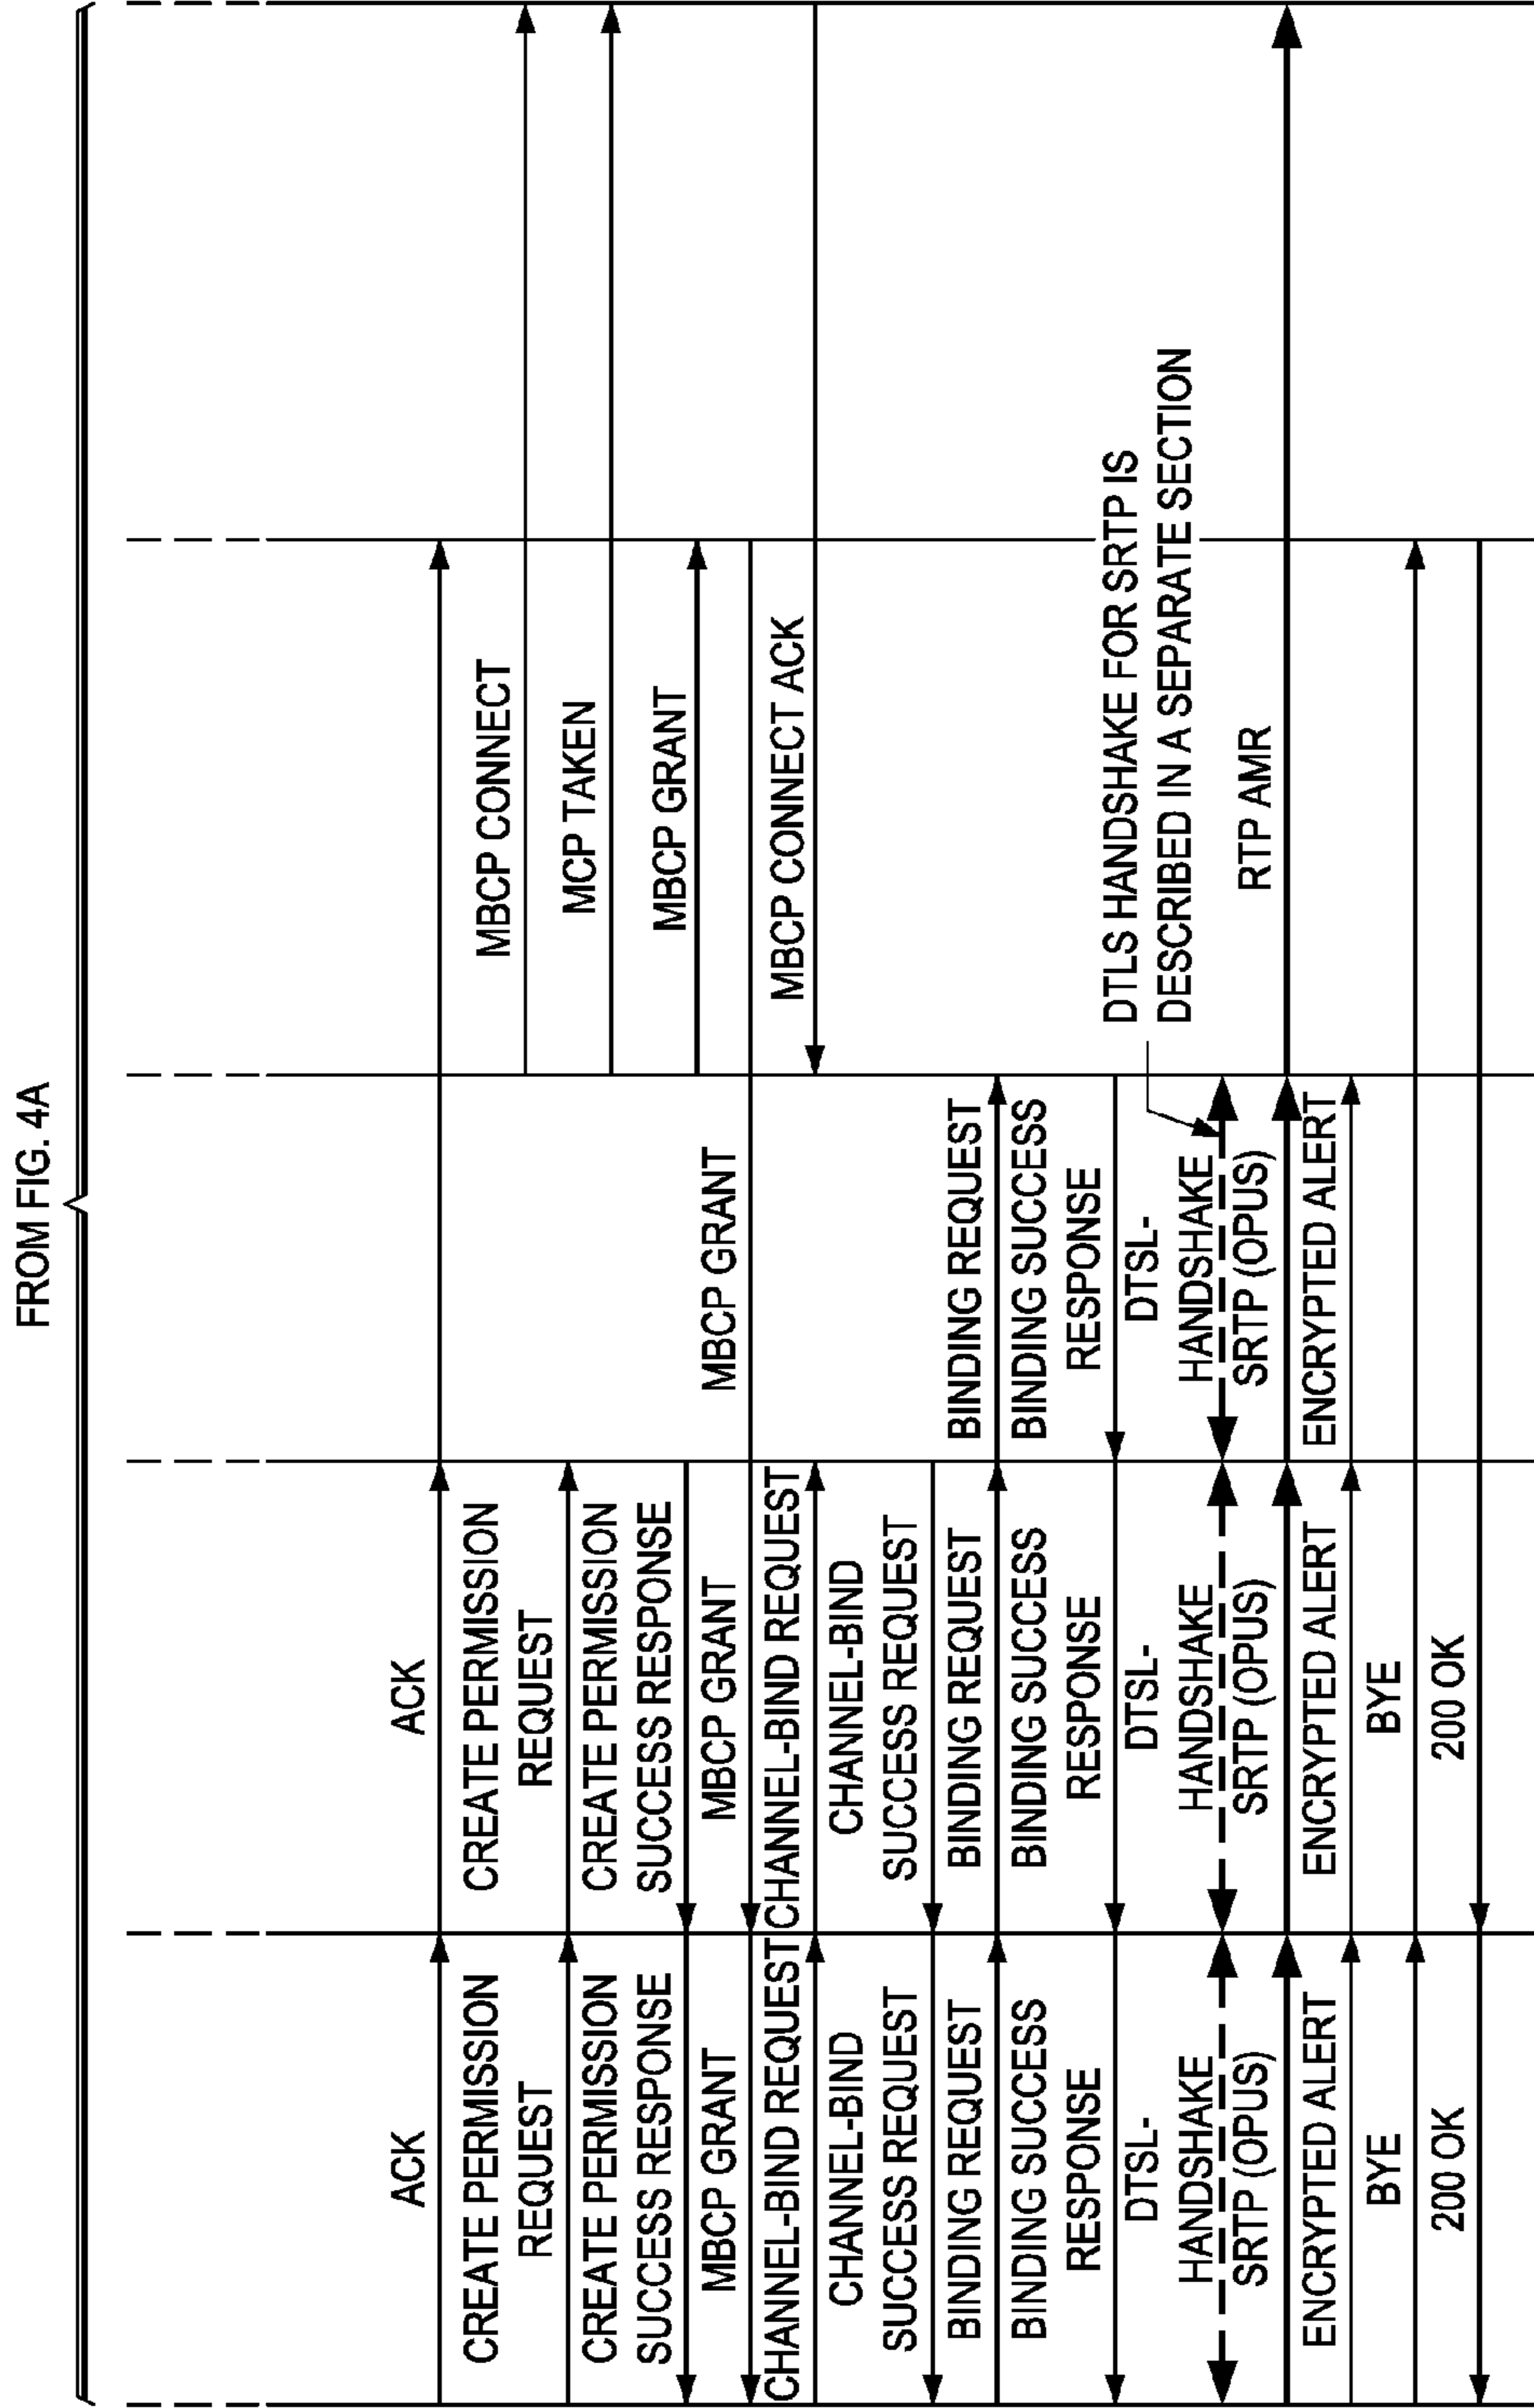 FROM FIG. 4A
ACK
ACK
CREATE PERMISSION
REQUEST
CREATE PERMISSION
REQUEST
MBCP CONNECT
CREATE PERMISSION
SUCCESS RESPONSE
CREATE PERMISSION
SUCCESS RESPONSE
MCP TAKEN
MBCP GRANT
MBCP GRANT
MBCP GRANT
MBCP GRANT
CHANNEL-BIND REQUEST
CHANNEL-BIND REQUEST
MBCP CONNECT ACK
CHANNEL-BIND
SUCCESS REQUEST
CHANNEL-BIND
SUCCESS REQUEST
BINDING REQUEST
BINDING REQUEST
BINDING REQUEST
BINDING SUCCESS
RESPONSE
BINDING SUCCESS
RESPONSE
BINDING SUCCESS
RESPONSE
DTLS HANDSHAKE FOR SRTP IS
DESCRIBED IN A SEPARATE SECTION
DTSL-
HANDSHAKE
DTSL-
HANDSHAKE
DTSL-
HANDSHAKE
SRTP (OPUS)
SRTP (OPUS)
SRTP (OPUS)
RTP AMR
ENCRYPTED ALERT
ENCRYPTED ALERT
ENCRYPTED ALERT
BYE
BYE
200 OK
200 OK